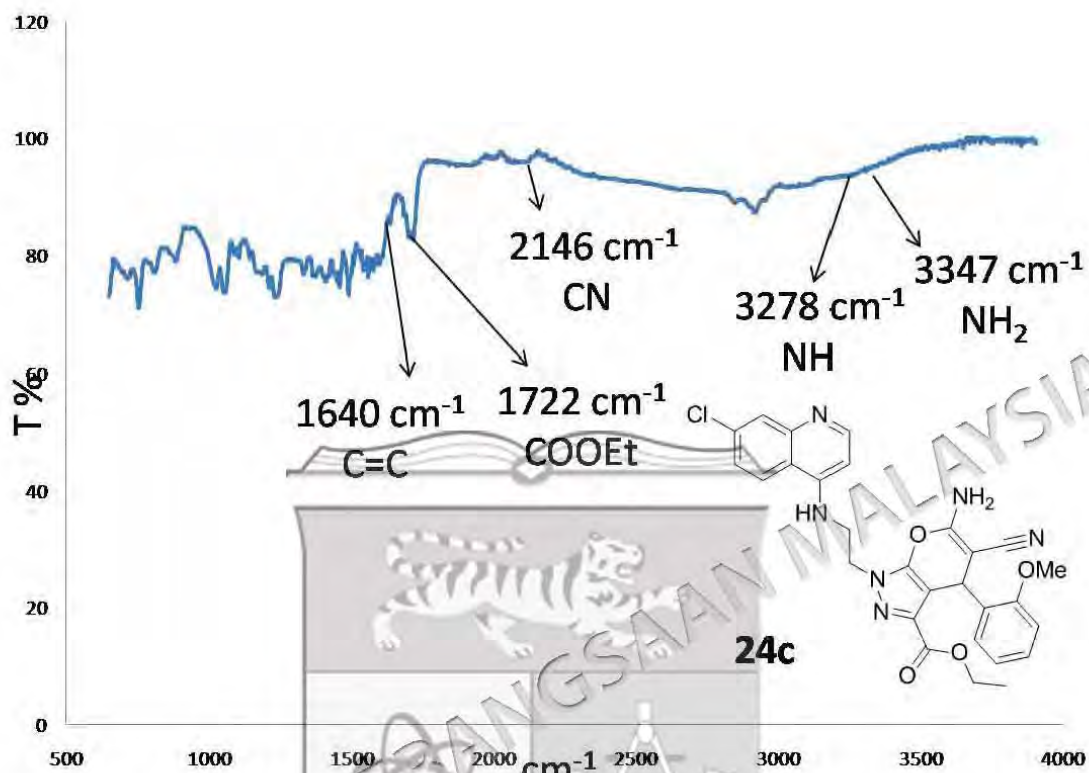 120
100
80
60
40
20
0
T %
500 1000 1500 2000 2500 3000 3500 4000
cm-1
2146 cm-1
CN
3278 cm-1
NH
3347 cm-1
NH2
1640 cm-1
C=C
1722 cm-1
COOEt
Cl
N
HN
NH2
O
N
N
OMe
N
O
O
24c
ANGSAAN MALAYSIA